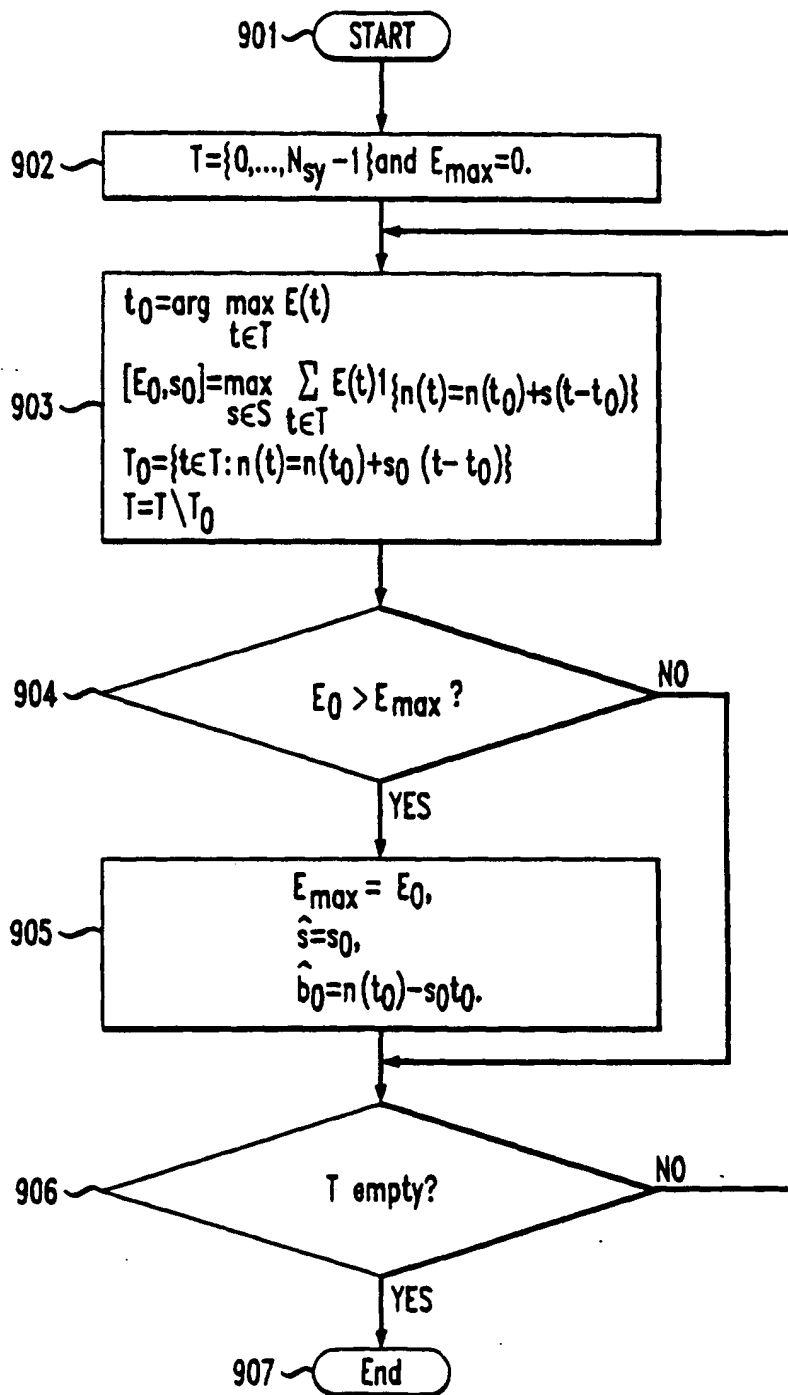 901 START
902 T={0,...,N_sy -1} and E_max=0.
t_0=arg max E(t)
t∈T
903 [E_0,s_0]=max ∑ E(t)1_{n(t)=n(t_0)+s(t-t_0)}
s∈S t∈T
T_0={t∈T: n(t)=n(t_0)+s_0 (t-t_0)}
T=T\T_0
904 E_0 > E_max ? NO
YES
E_max = E_0,
905 ŝ=s_0,
b̂_0=n(t_0)-s_0t_0.
906 T empty? NO
YES
907 End